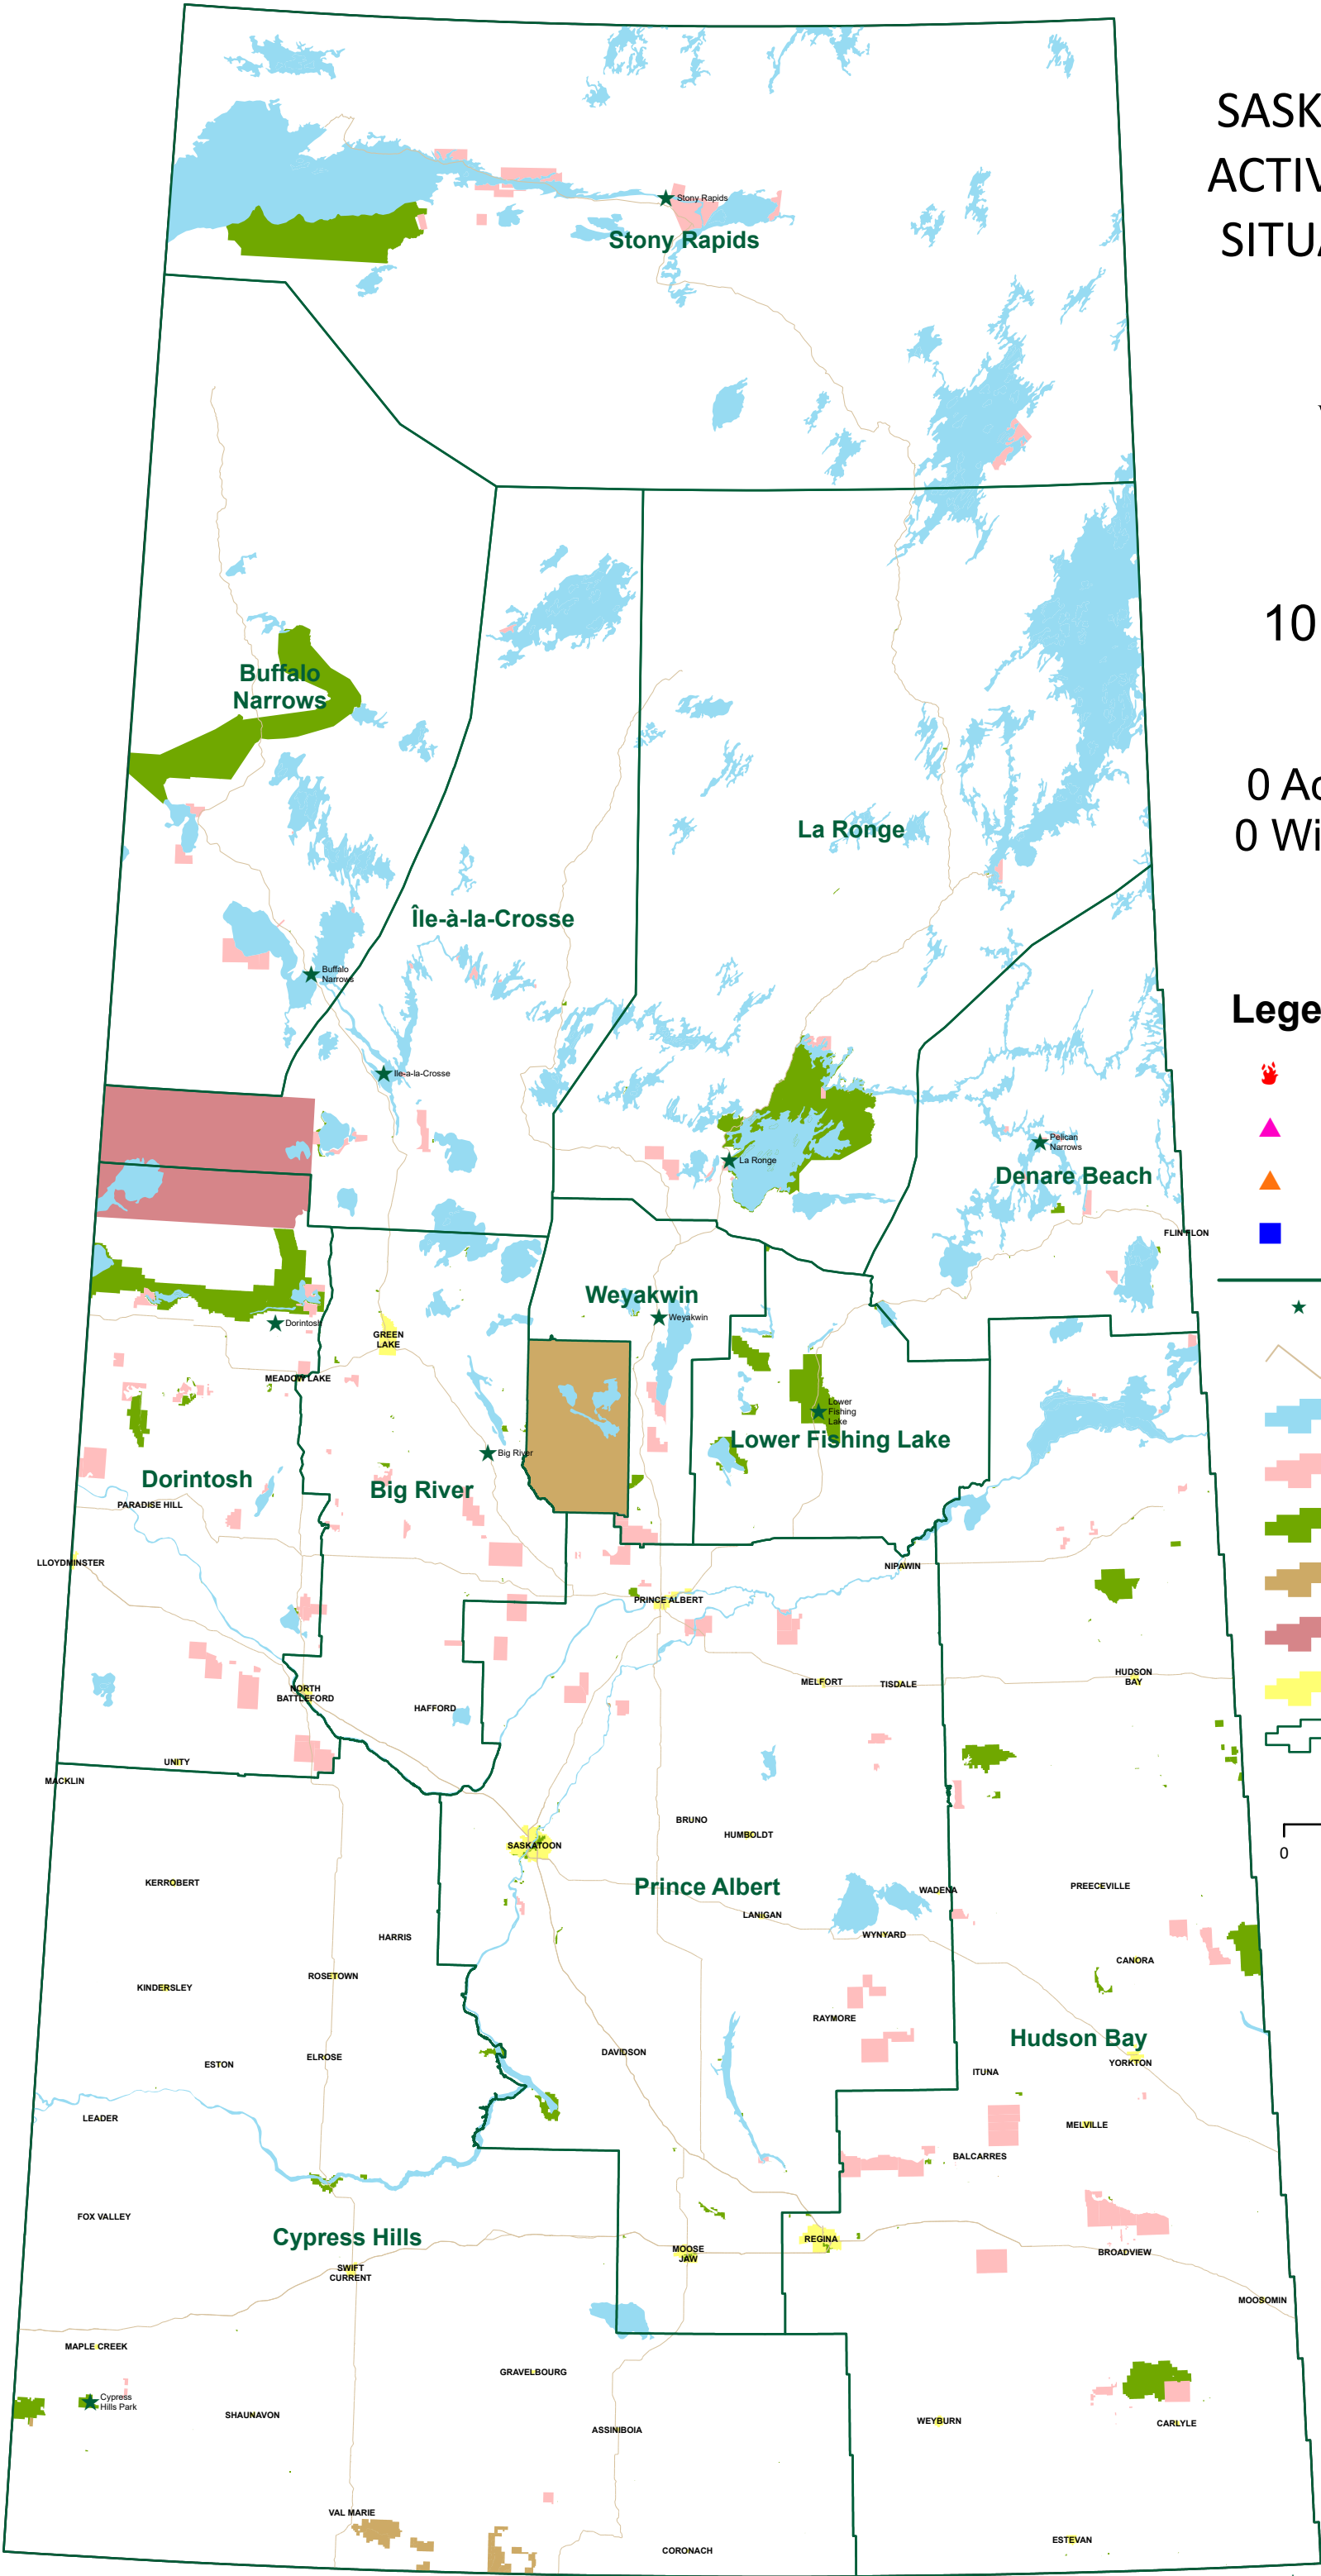 SASK
ACTIV
SITUA
10
0 Ac
0 Wi
Lege
0
Stony Rapids
Stony Rapids
Buffalo
Narrows
La Ronge
Île-à-la-Crosse
Buffalo
Narrows
Ile-a-la-Crosse
La Ronge
Pelican
Narrows
Denare Beach
FLIN FLON
Weyakwin
Weyakwin
Dorintosh
GREEN
LAKE
MEADOW LAKE
Lower
Fishing
Lake
Lower Fishing Lake
Big River
Dorintosh
Big River
PARADISE HILL
LLOYDMINSTER
NIPAWIN
PRINCE ALBERT
MELFORT
TISDALE
HUDSON
BAY
NORTH
BATTLEFORD
HAFFORD
UNITY
MACKLIN
BRUNO
HUMBOLDT
SASKATOON
KERROBERT
Prince Albert
WADENA
PREECEVILLE
LANIGAN
WYNYARD
HARRIS
CANORA
ROSETOWN
KINDERSLEY
RAYMORE
Hudson Bay
DAVIDSON
ELROSE
ESTON
YORKTON
ITUNA
LEADER
MELVILLE
BALCARRES
FOX VALLEY
Cypress Hills
REGINA
MOOSE
JAW
BROADVIEW
SWIFT
CURRENT
MOOSOMIN
MAPLE CREEK
GRAVELBOURG
Cypress
Hills Park
SHAUNAVON
WEYBURN
CARLYLE
ASSINIBOIA
VAL MARIE
ESTEVAN
CORONACH